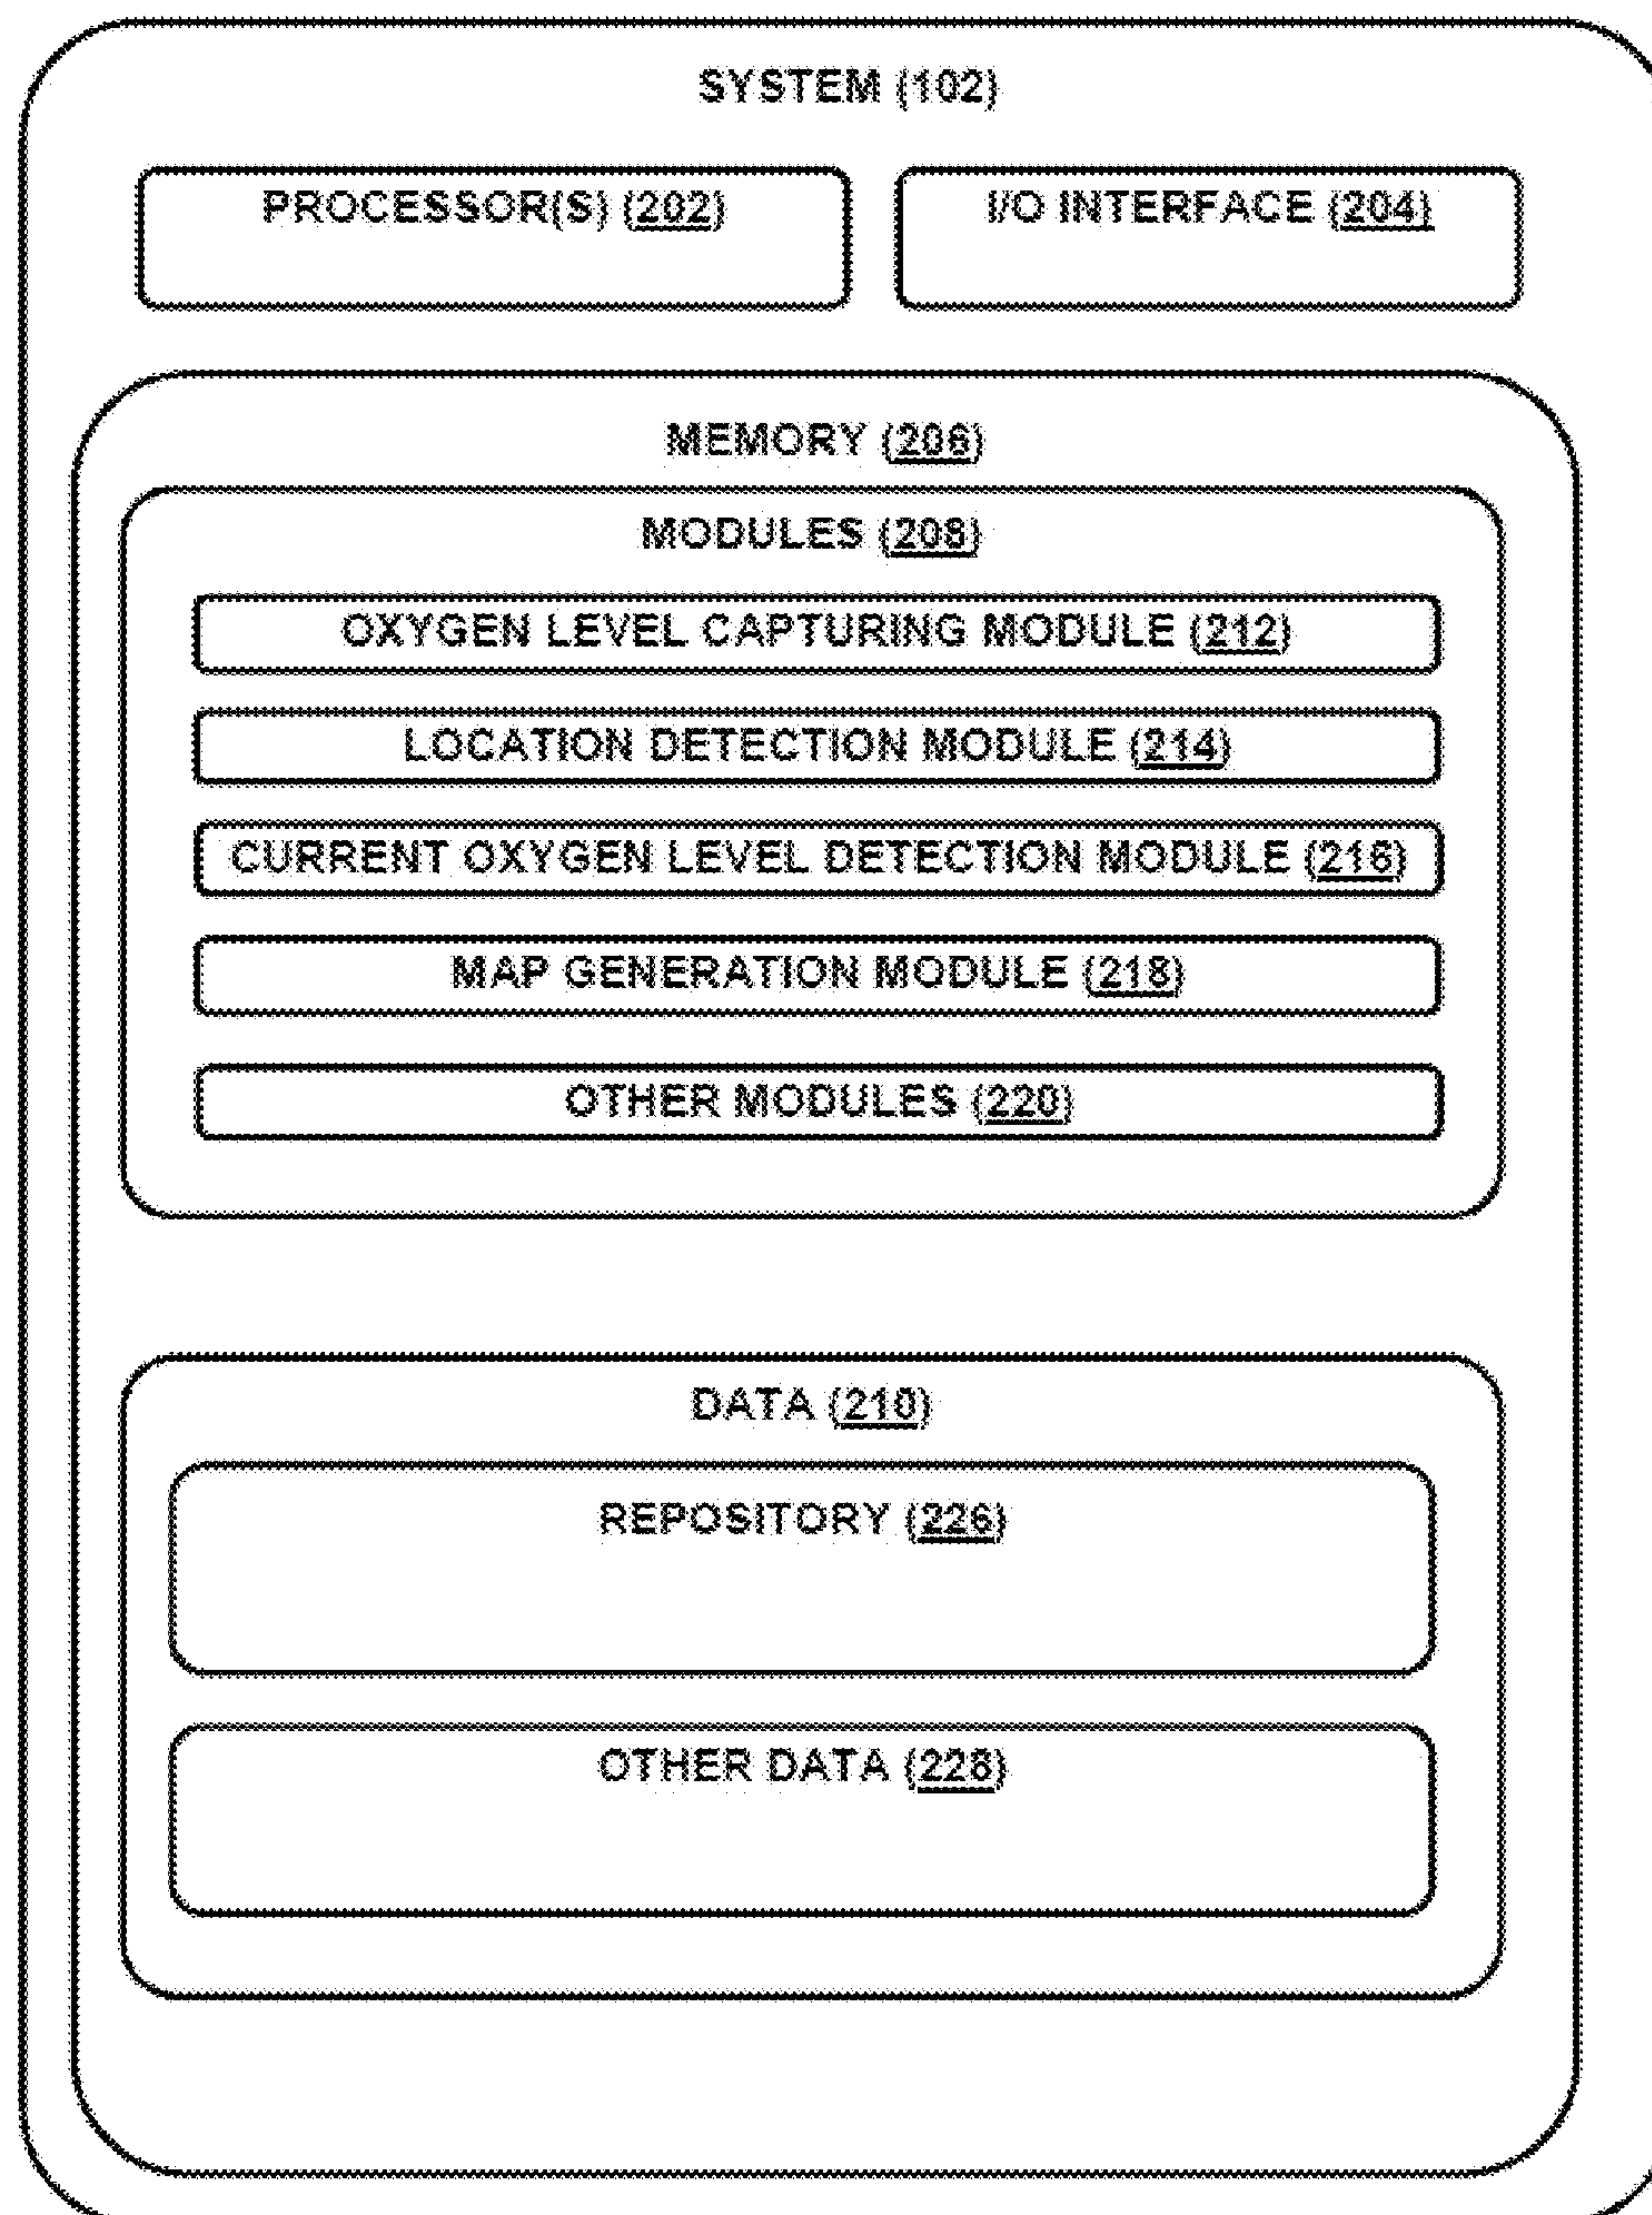 SYSTEM (102)
PROCESSOR(S) (202)
I/O INTERFACE (204)
MEMORY (206)
MODULES (208)
OXYGEN LEVEL CAPTURING MODULE (212)
LOCATION DETECTION MODULE (214)
CURRENT OXYGEN LEVEL DETECTION MODULE (216)
MAP GENERATION MODULE (218)
OTHER MODULES (220)
DATA (210)
REPOSITORY (226)
OTHER DATA (228)